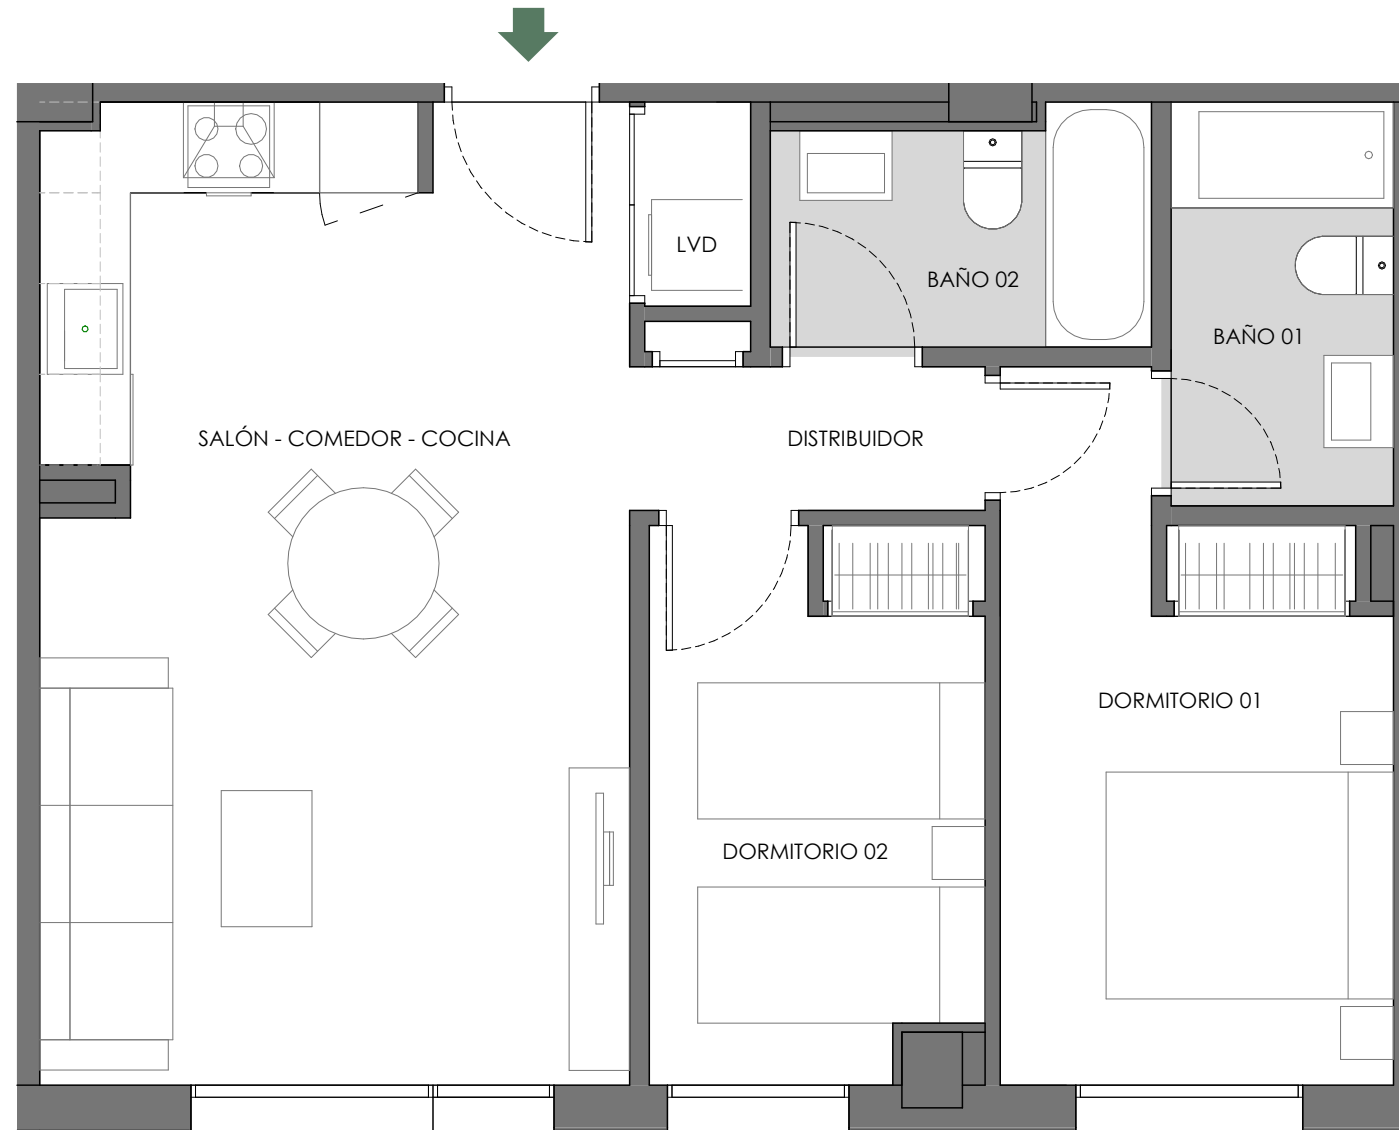 LVD
BAÑO 02
BAÑO 01
SALÓN - COMEDOR - COCINA
DISTRIBUIDOR
DORMITORIO 01
DORMITORIO 02